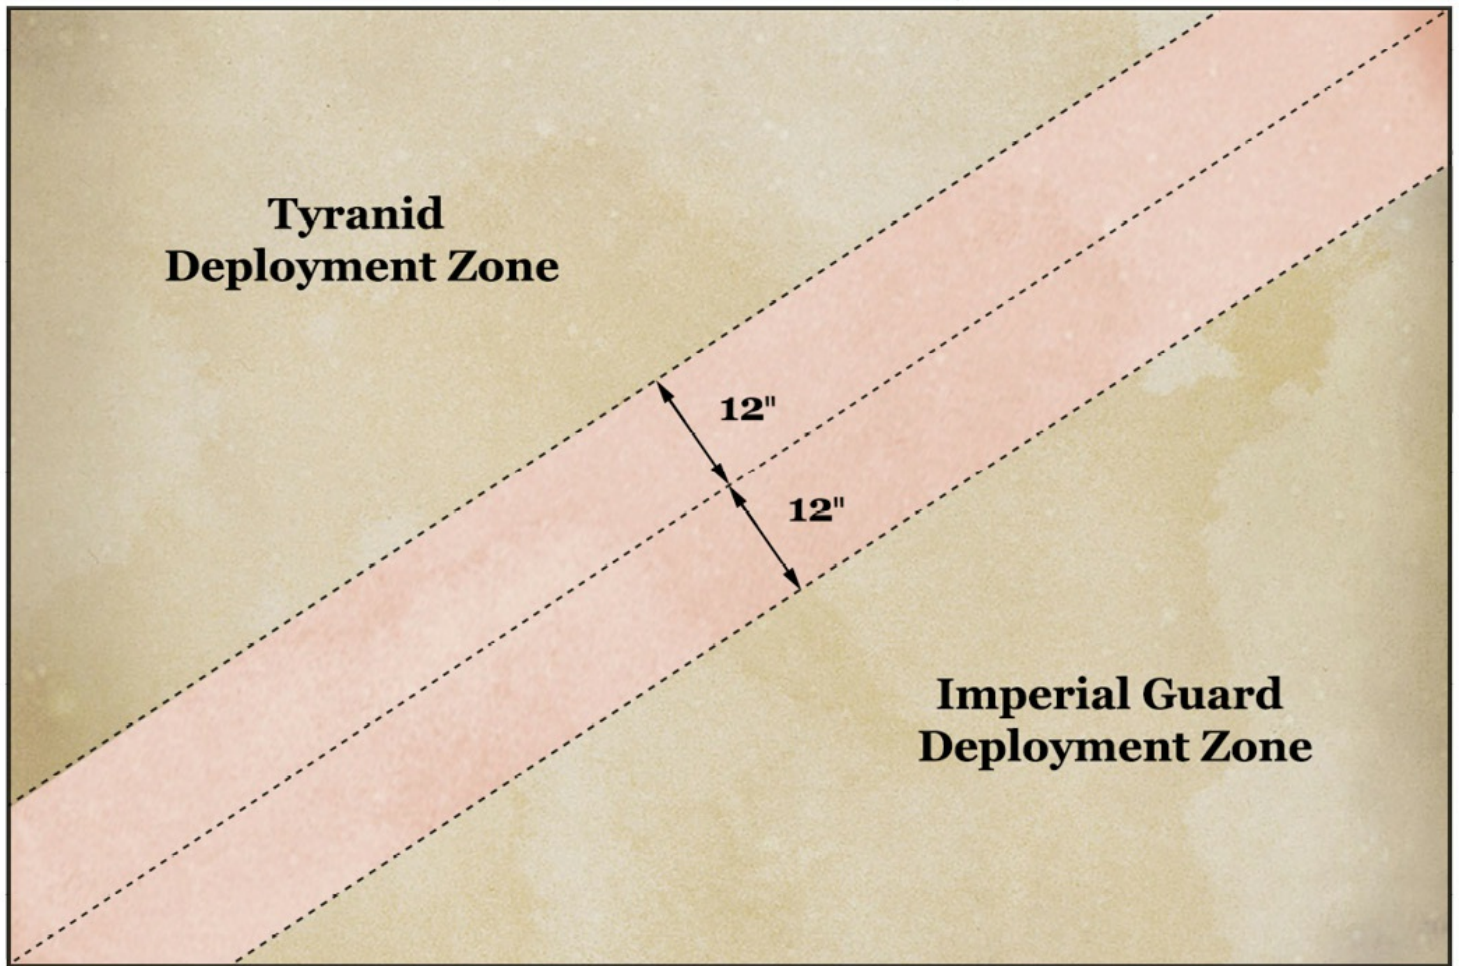 Tyranid
Deployment Zone
12"
12"
Imperial Guard
Deployment Zone